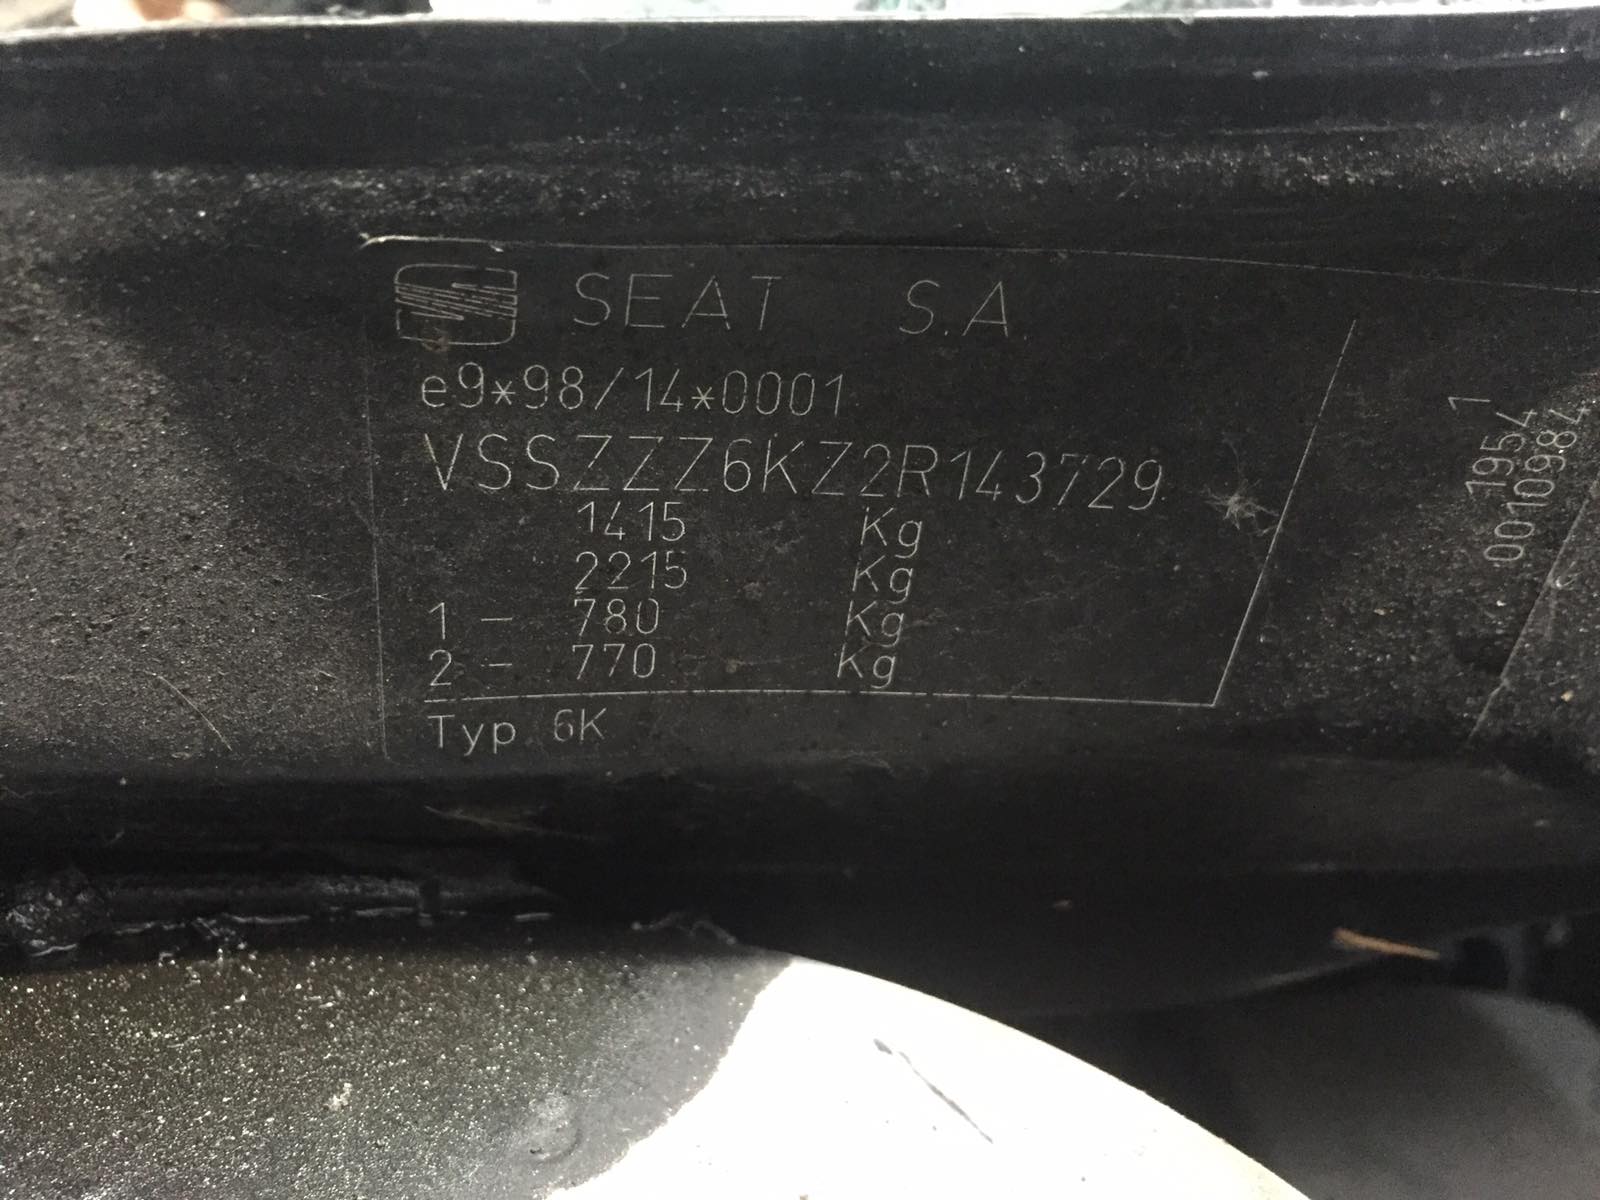 SEAT S.A
e9*98/14*0001
VSSZZZ6KZ2R143729
1415 Kg
2215 Kg
1 - 780 Kg
2 - 770 Kg
Typ 6K
1
1954
0010984